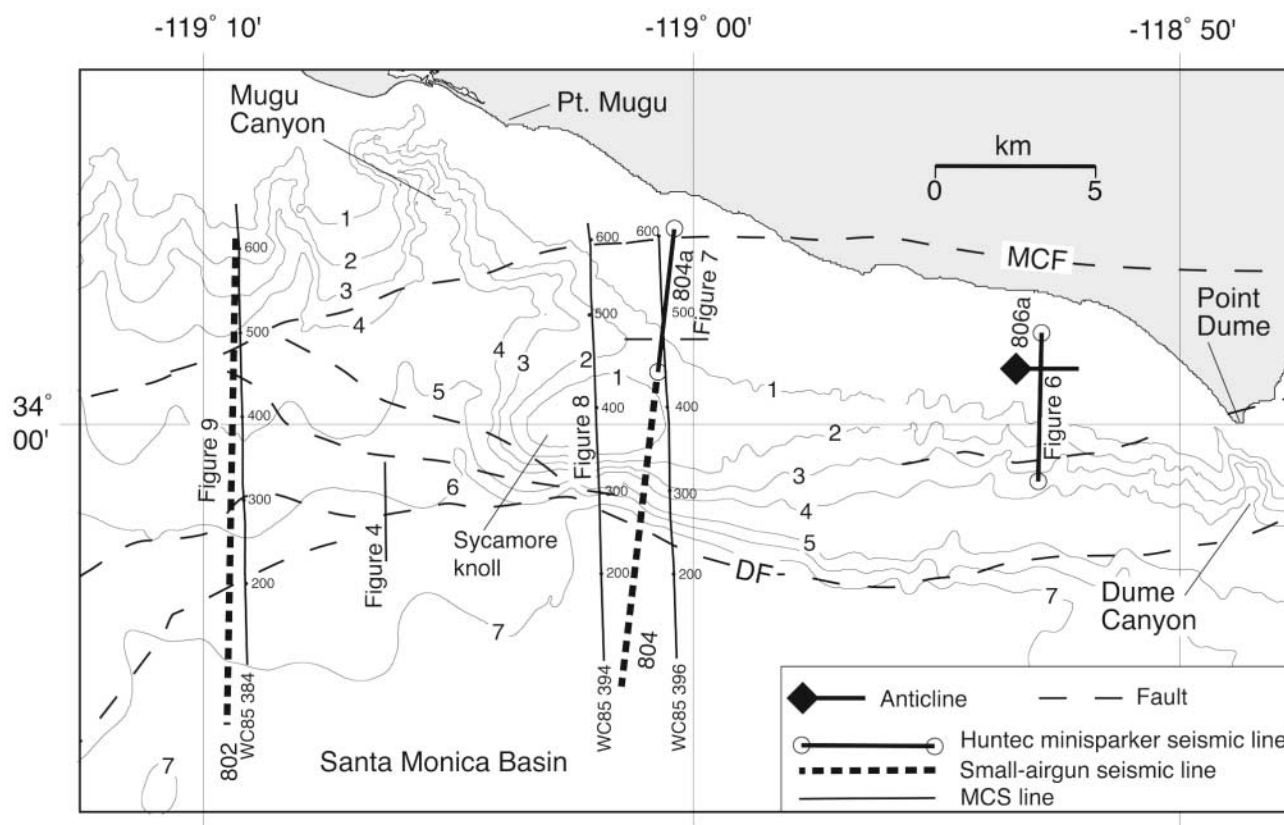 -119° 10'
-119° 00'
-118° 50'
Mugu
Canyon
Pt. Mugu
km
0
5
1
2
3
4
600
500
400
300
200
600
500
400
300
200
600
500
400
300
200
MCF
804a
Figure 7
806a
Point
Dume
34°
00'
4
3
2
1
5
6
1
2
3
4
5
7
7
7
Figure 9
Figure 8
Figure 6
Figure 4
Sycamore
knoll
DF
Dume
Canyon
804
802
WC85 384
WC85 394
WC85 396
Santa Monica Basin
Anticline
Fault
Huntec minisparker seismic line
Small-airgun seismic line
MCS line